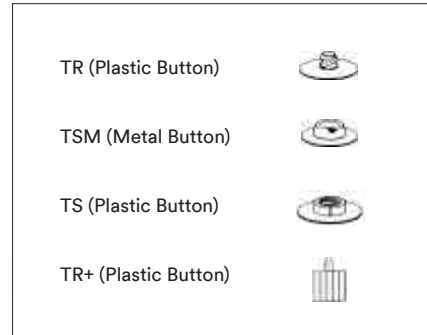 TR (Plastic Button)
TSM (Metal Button)
TS (Plastic Button)
TR+ (Plastic Button)